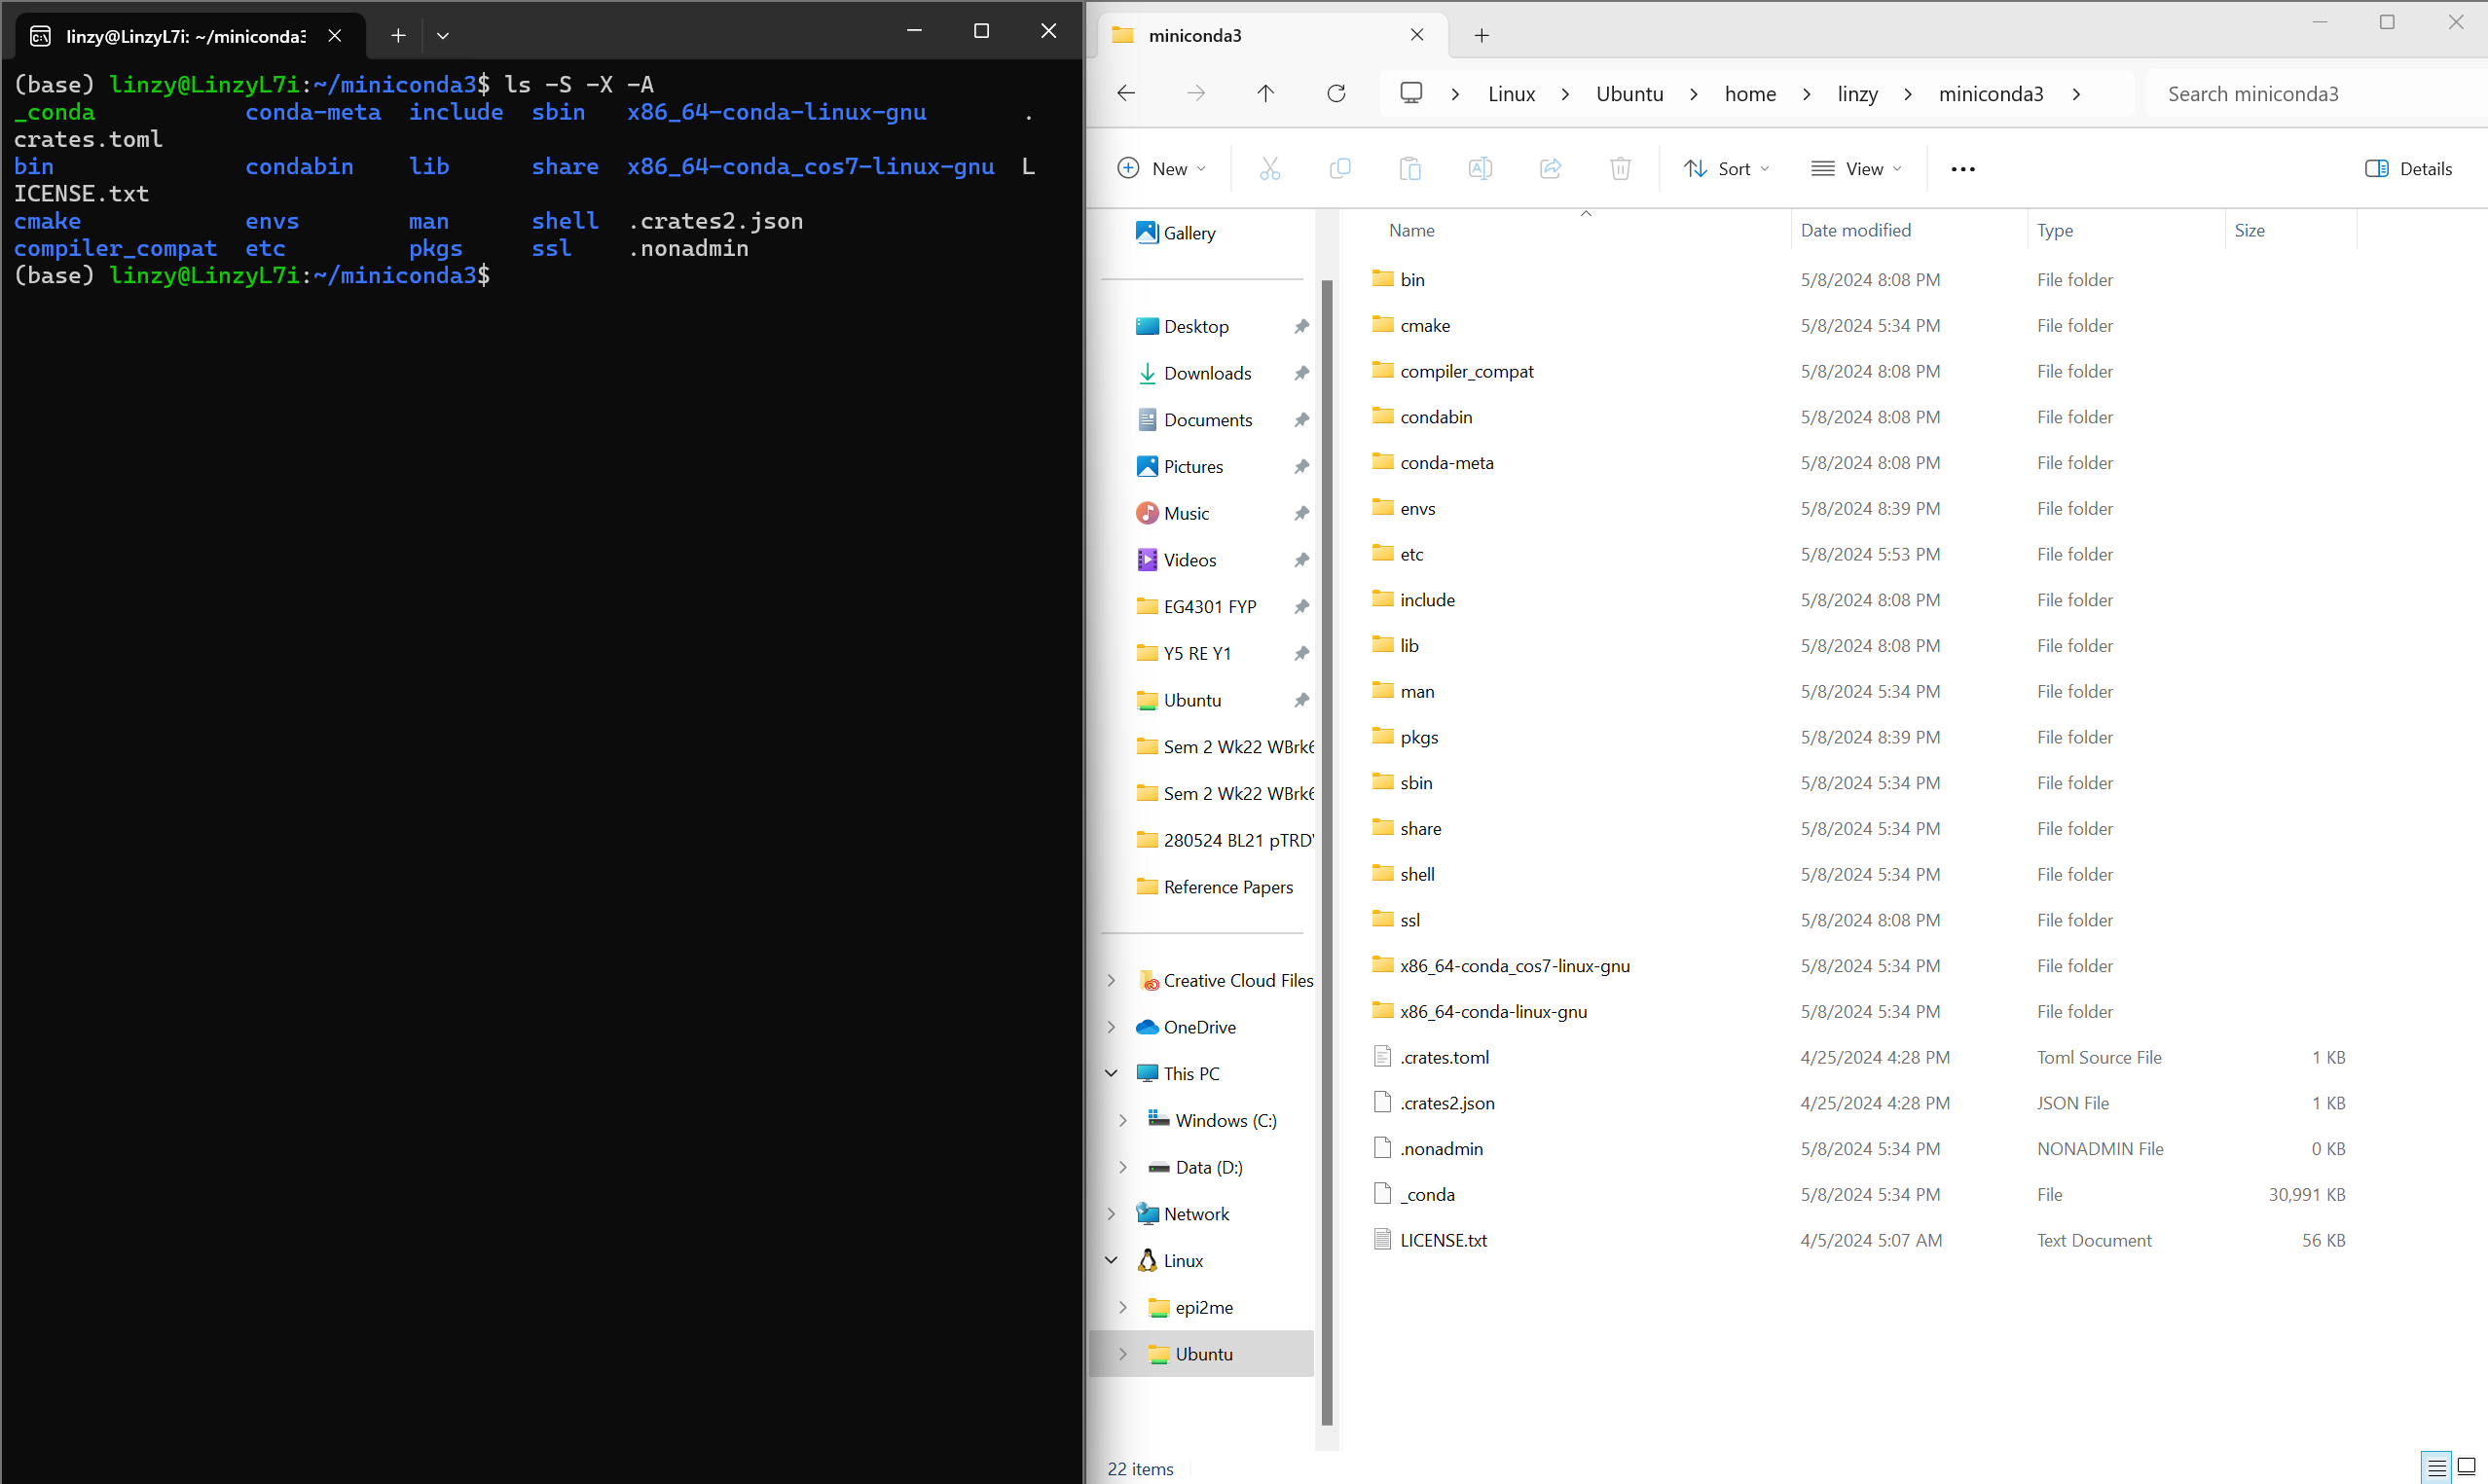 linzy@LinzyL7i: ~/miniconda3
(base) linzy@LinzyL7i:~/miniconda3$ ls -S -X -A
_conda conda-meta include sbin x86_64-conda-linux-gnu .
crates.toml
bin condabin lib share x86_64-conda_cos7-linux-gnu L
ICENSE.txt
cmake envs man shell .crates2.json
compiler_compat etc pkgs ssl .nonadmin
(base) linzy@LinzyL7i:~/miniconda3$
miniconda3
Linux > Ubuntu > home > linzy > miniconda3 >
Search miniconda3
New
Sort
View
Details
Gallery
Desktop
Downloads
Documents
Pictures
Music
Videos
EG4301 FYP
Y5 RE Y1
Ubuntu
Sem 2 Wk22 WBrk6
Sem 2 Wk22 WBrk6
280524 BL21 pTRD
Reference Papers
Creative Cloud Files
OneDrive
This PC
Windows (C:)
Data (D:)
Network
Linux
epi2me
Ubuntu
Name Date modified Type Size
bin 5/8/2024 8:08 PM File folder
cmake 5/8/2024 5:34 PM File folder
compiler_compat 5/8/2024 8:08 PM File folder
condabin 5/8/2024 8:08 PM File folder
conda-meta 5/8/2024 8:08 PM File folder
envs 5/8/2024 8:39 PM File folder
etc 5/8/2024 5:53 PM File folder
include 5/8/2024 8:08 PM File folder
lib 5/8/2024 8:08 PM File folder
man 5/8/2024 5:34 PM File folder
pkgs 5/8/2024 8:39 PM File folder
sbin 5/8/2024 5:34 PM File folder
share 5/8/2024 5:34 PM File folder
shell 5/8/2024 5:34 PM File folder
ssl 5/8/2024 8:08 PM File folder
x86_64-conda_cos7-linux-gnu 5/8/2024 5:34 PM File folder
x86_64-conda-linux-gnu 5/8/2024 5:34 PM File folder
.crates.toml 4/25/2024 4:28 PM Toml Source File 1 KB
.crates2.json 4/25/2024 4:28 PM JSON File 1 KB
.nonadmin 5/8/2024 5:34 PM NONADMIN File 0 KB
_conda 5/8/2024 5:34 PM File 30,991 KB
LICENSE.txt 4/5/2024 5:07 AM Text Document 56 KB
22 items